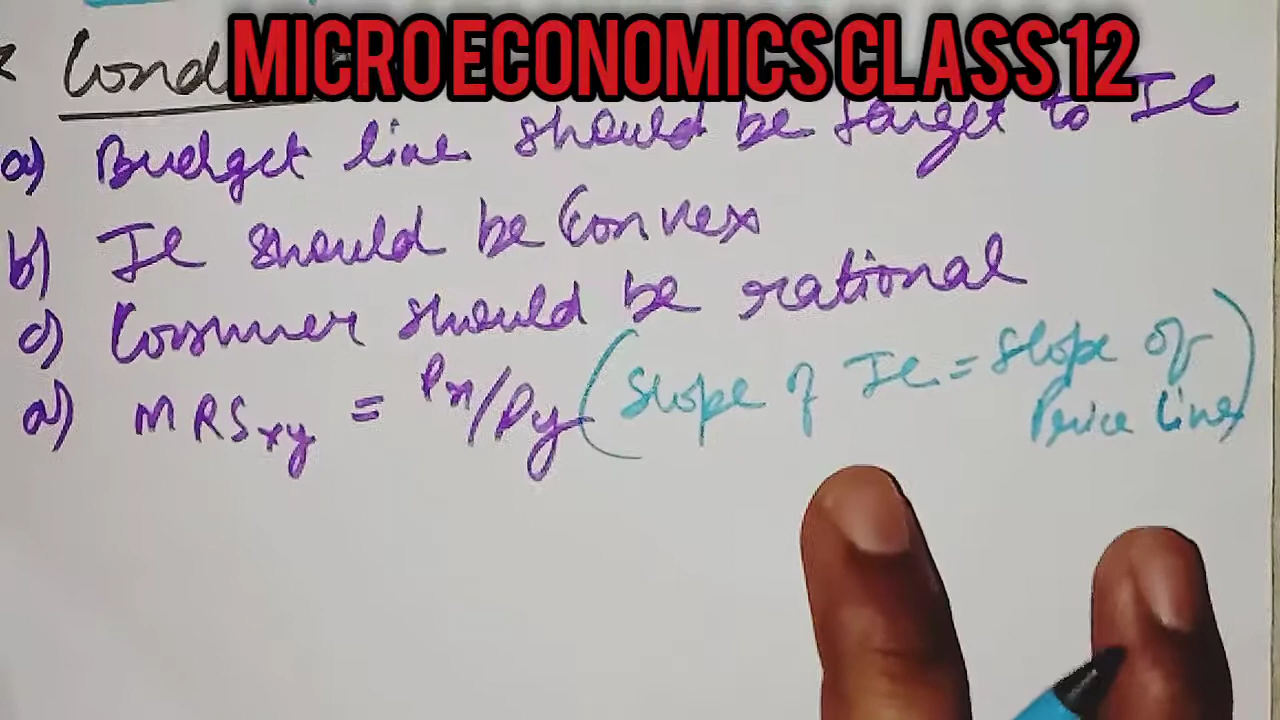 MICRO ECONOMICS CLASS 12
Cond
a) Budget line should be target to Ic
b) Ic should be Convex
c) Consumer should be rational
d) MRSxy = Px/Py (Slope of Ic = Slope of
Price line)